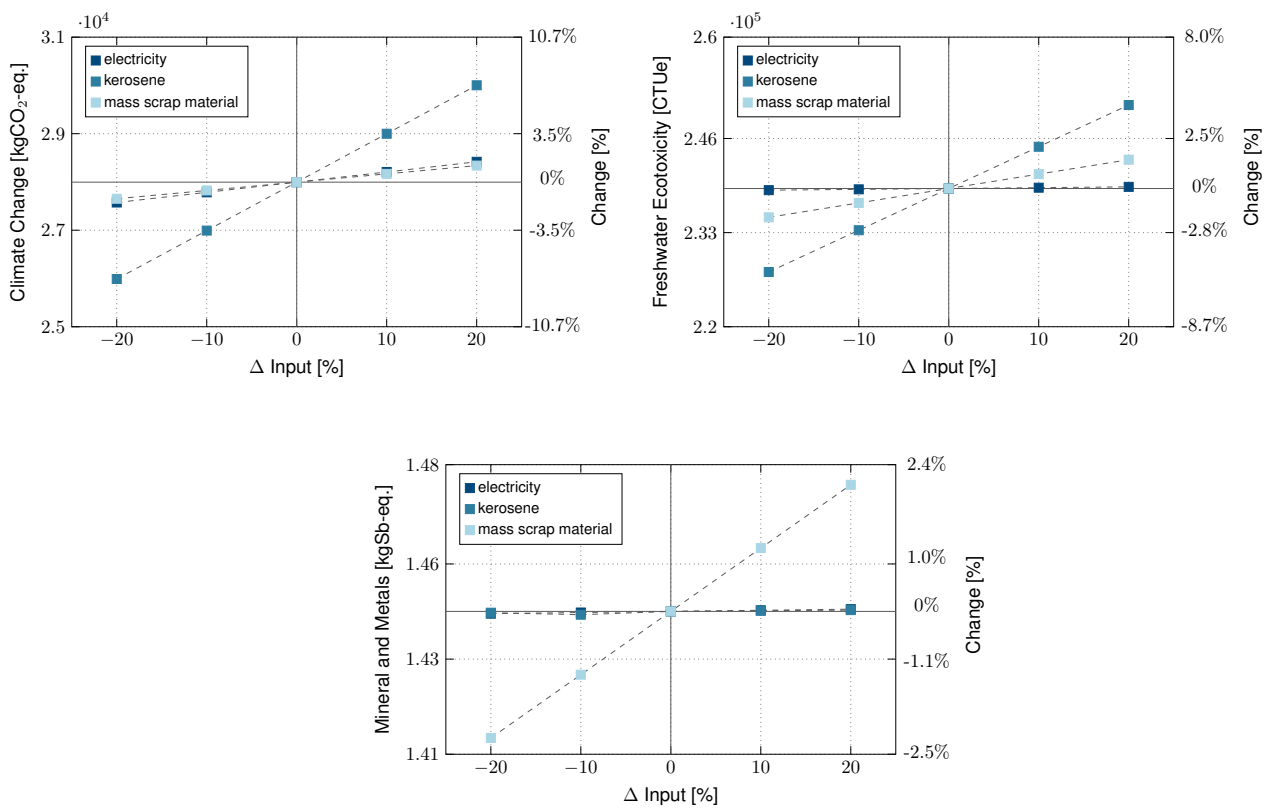 ·10⁴
3.1
2.9
2.7
2.5
Climate Change [kgCO₂-eq.]
electricity
kerosene
mass scrap material
10.7%
3.5%
0%
-3.5%
-10.7%
Change [%]
−20 −10 0 10 20
Δ Input [%]
·10⁵
2.6
2.46
2.33
2.2
Freshwater Ecotoxicity [CTUe]
electricity
kerosene
mass scrap material
8.0%
2.5%
0%
-2.8%
-8.7%
Change [%]
−20 −10 0 10 20
Δ Input [%]
1.48
1.46
1.43
1.41
Mineral and Metals [kgSb-eq.]
electricity
kerosene
mass scrap material
2.4%
1.0%
0%
-1.1%
-2.5%
Change [%]
−20 −10 0 10 20
Δ Input [%]